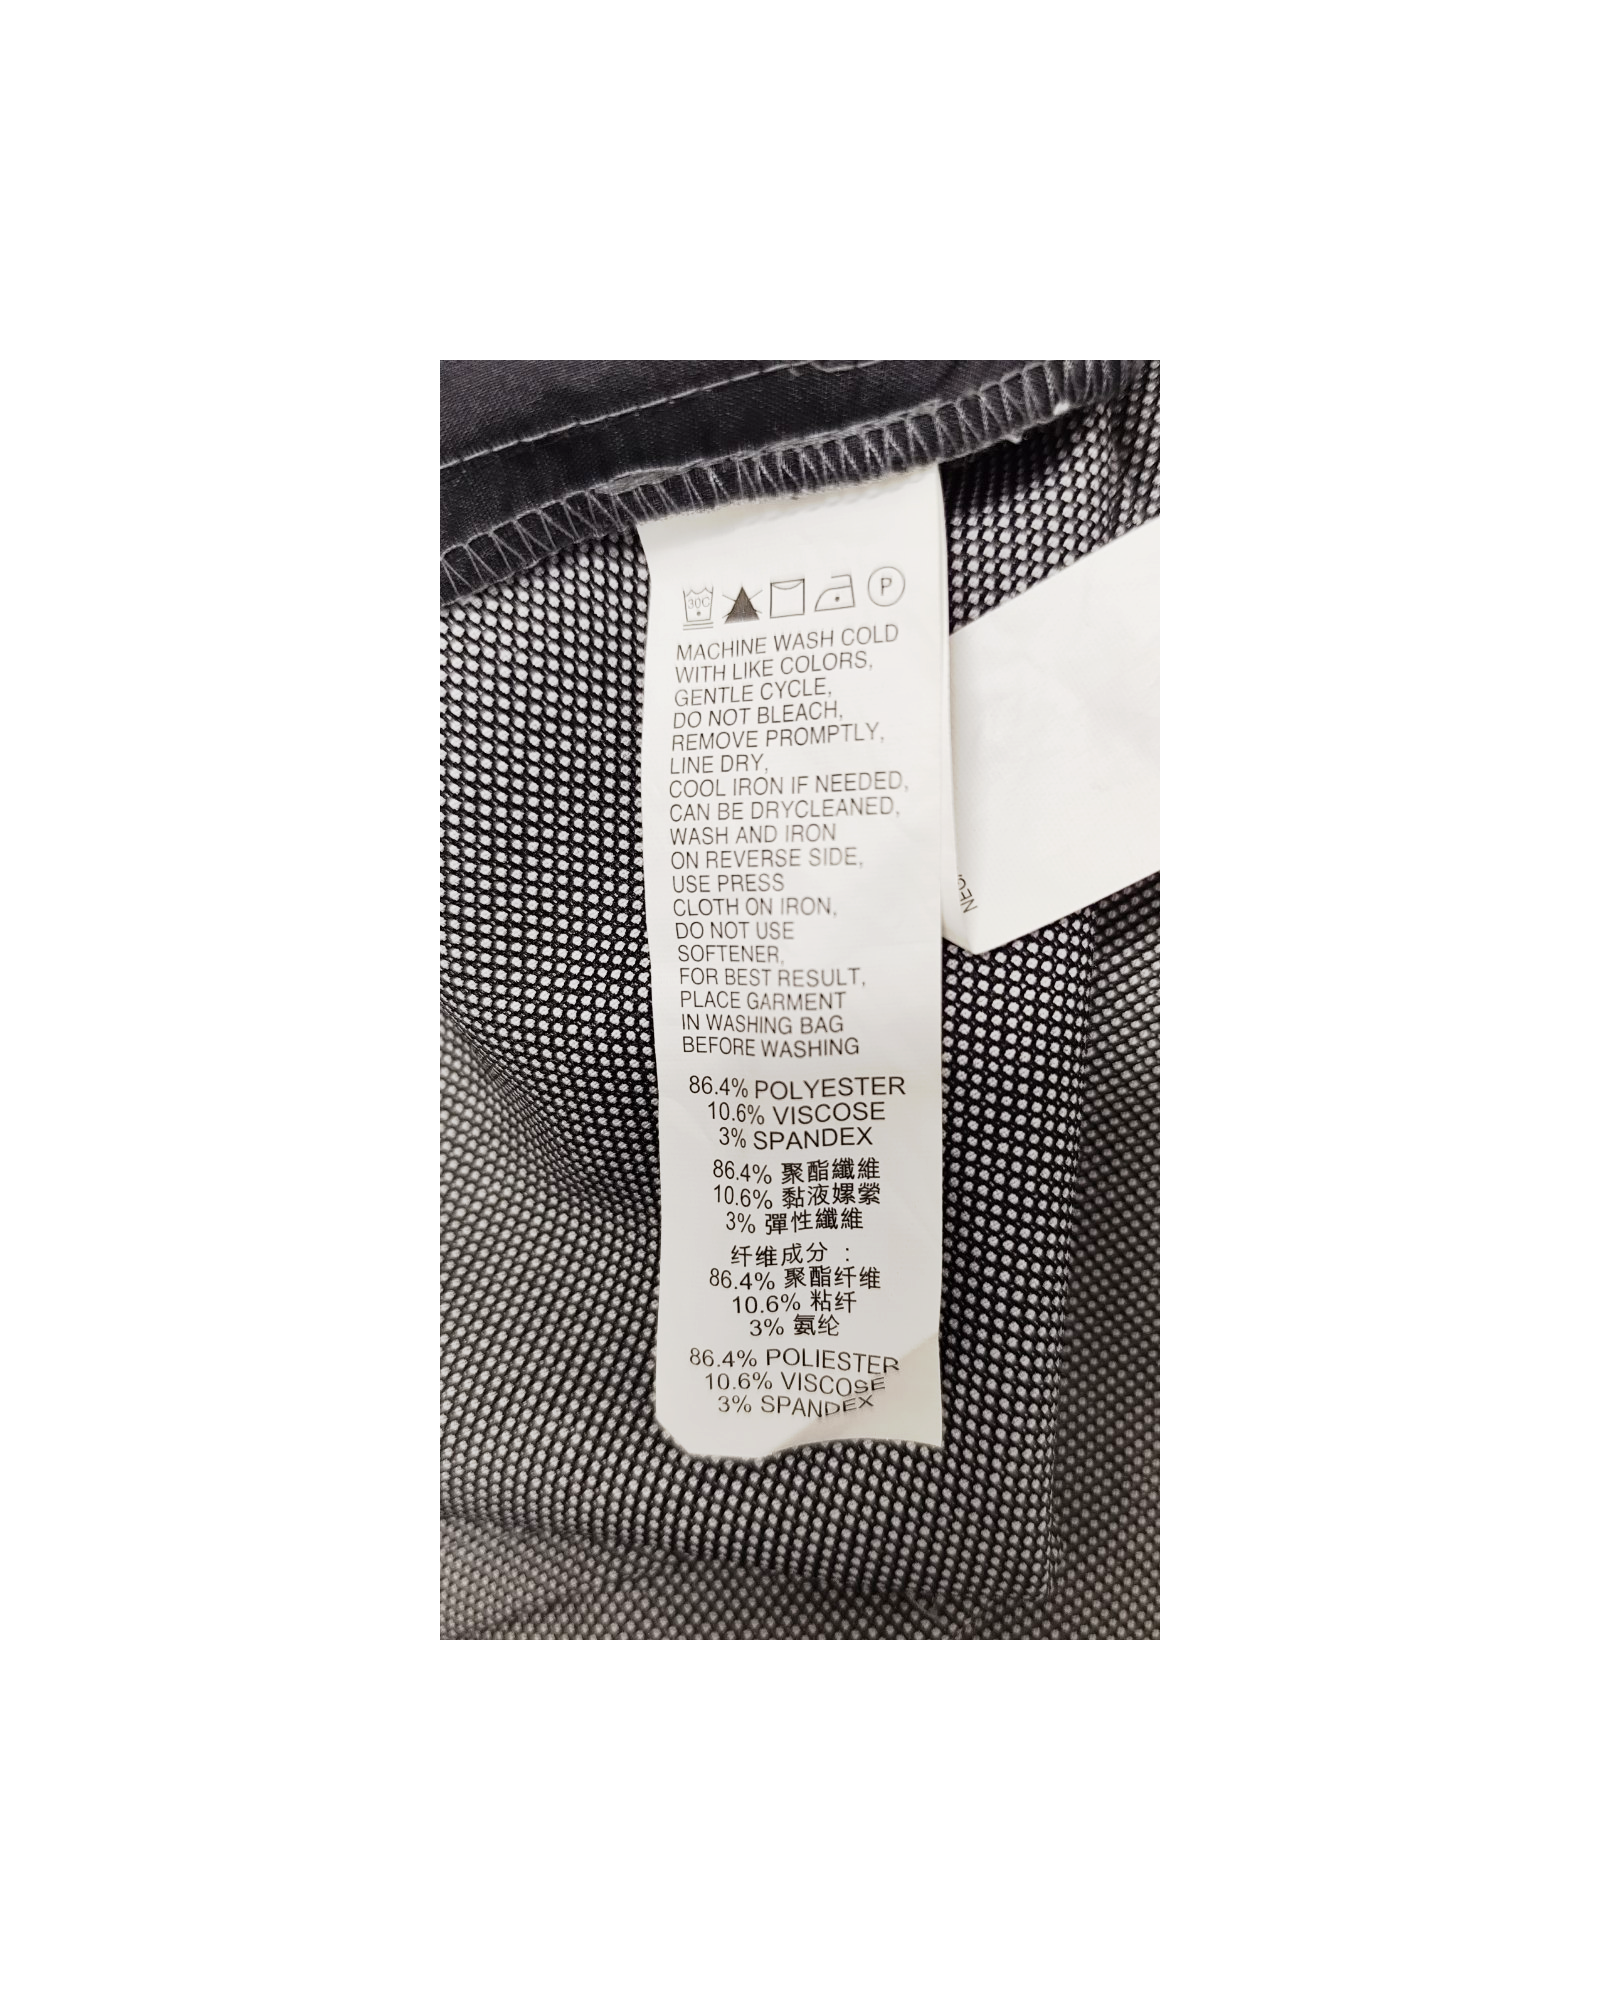 30C
P
MACHINE WASH COLD
WITH LIKE COLORS,
GENTLE CYCLE,
DO NOT BLEACH,
REMOVE PROMPTLY,
LINE DRY,
COOL IRON IF NEEDED,
CAN BE DRYCLEANED,
WASH AND IRON
ON REVERSE SIDE,
USE PRESS
CLOTH ON IRON,
DO NOT USE
SOFTENER,
FOR BEST RESULT,
PLACE GARMENT
IN WASHING BAG
BEFORE WASHING
86.4% POLYESTER
10.6% VISCOSE
3% SPANDEX
86.4% 聚酯纖維
10.6% 黏液嫘縈
3% 彈性纖維
纤维成分 :
86.4% 聚酯纤维
10.6% 粘纤
3% 氨纶
86.4% POLIESTER
10.6% VISCOSE
3% SPANDEX